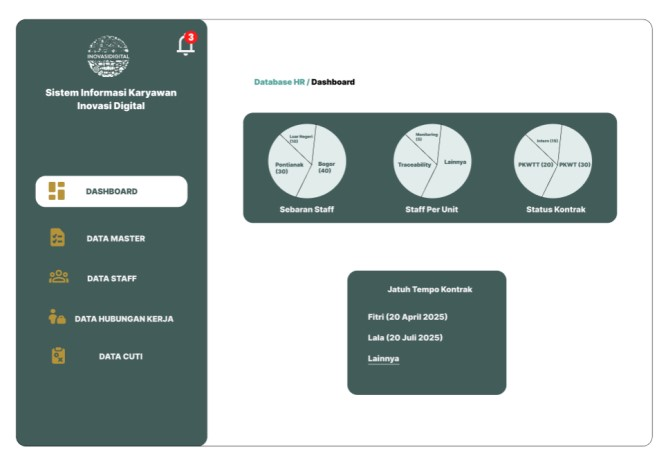 INOVASIDIGITAL
3
Sistem Informasi Karyawan
Inovasi Digital
DASHBOARD
DATA MASTER
DATA STAFF
DATA HUBUNGAN KERJA
DATA CUTI
Database HR / Dashboard
Luar Negeri
(10)
Pontianak
(30)
Bogor
(40)
Sebaran Staff
Monitoring
Traceability
Lainnya
Staff Per Unit
Intern (10)
PKWTT (20)
PKWT (30)
Status Kontrak
Jatuh Tempo Kontrak
Fitri (20 April 2025)
Lala (20 Juli 2025)
Lainnya